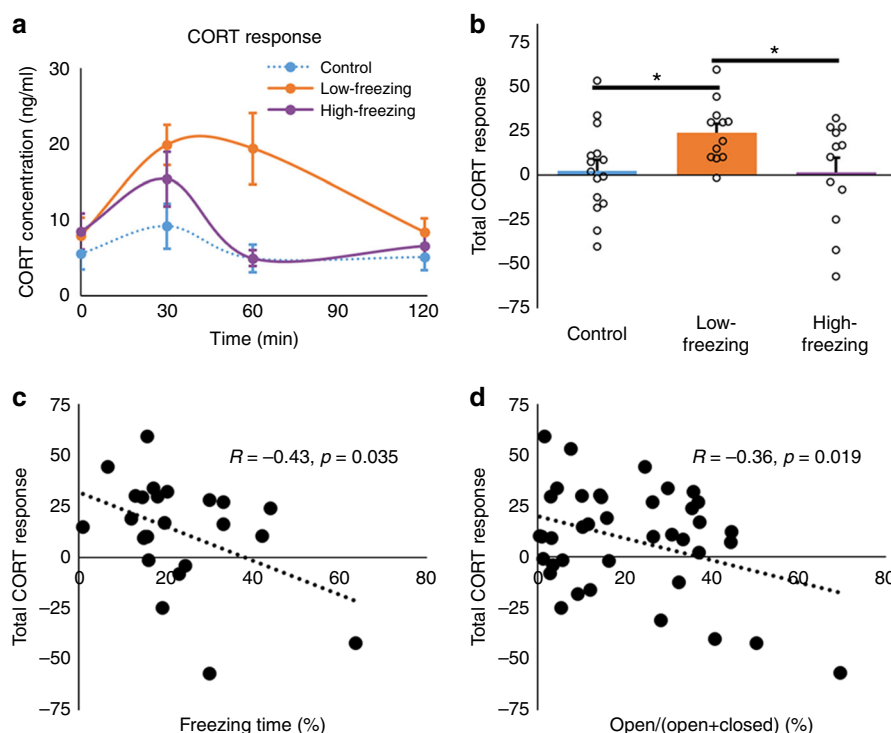 a
CORT response
CORT concentration (ng/ml)
30
20
10
0
Control
Low-freezing
High-freezing
0
30
60
90
120
Time (min)
b
Total CORT response
75
50
25
0
−25
−50
−75
*
*
Control
Low-
freezing
High-
freezing
c
Total CORT response
75
50
25
0
−25
−50
−75
R = −0.43, p = 0.035
0
20
40
60
80
Freezing time (%)
d
Total CORT response
75
50
25
0
−25
−50
−75
R = −0.36, p = 0.019
0
20
40
60
80
Open/(open+closed) (%)